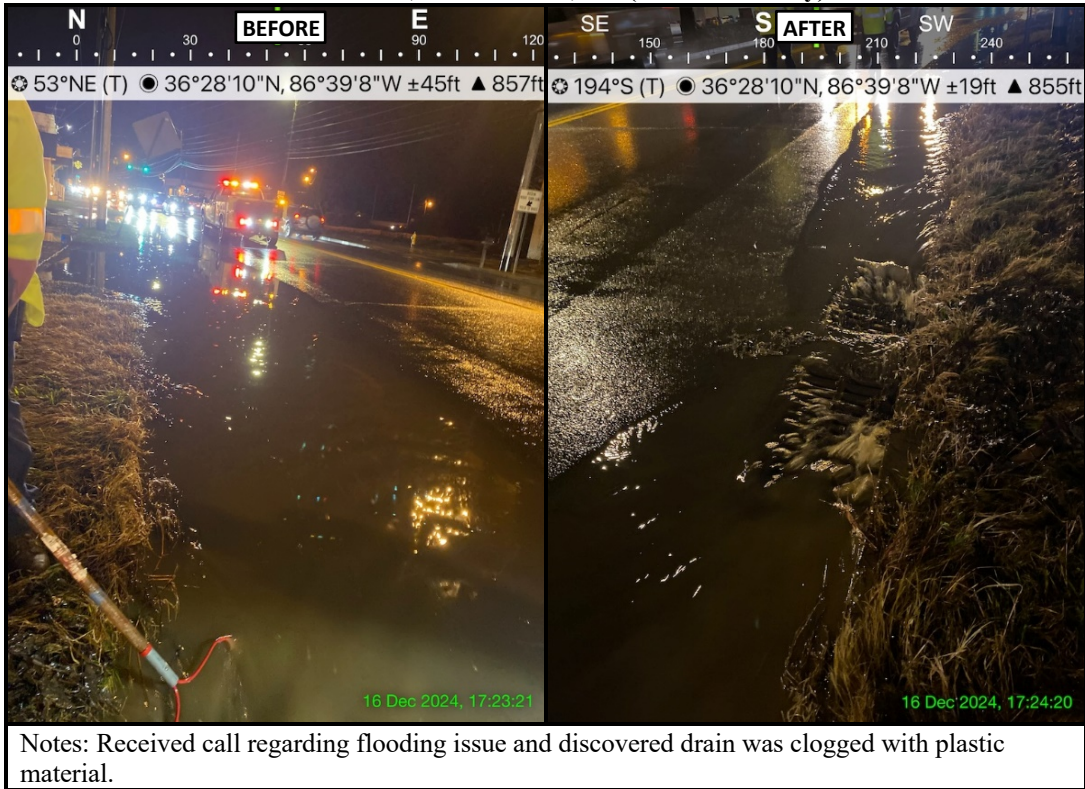 N E
BEFORE
0 30 90 120
53°NE (T) 36°28'10"N, 86°39'8"W ±45ft ▲ 857ft
16 Dec 2024, 17:23:21
SE S SW
AFTER
150 180 210 240
194°S (T) 36°28'10"N, 86°39'8"W ±19ft ▲ 855ft
16 Dec 2024, 17:24:20
Notes: Received call regarding flooding issue and discovered drain was clogged with plastic
material.